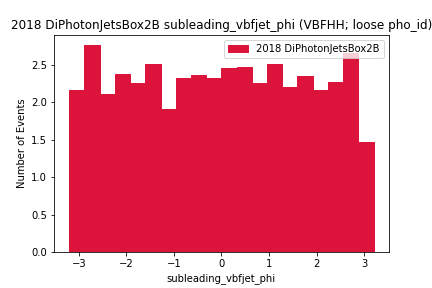 2018 DiPhotonJetsBox2B subleading_vbfjet_phi (VBFHH; loose pho_id)
2018 DiPhotonJetsBox2B
Number of Events
2.5
2.0
1.5
1.0
0.5
0.0
−3 −2 −1 0 1 2 3
subleading_vbfjet_phi